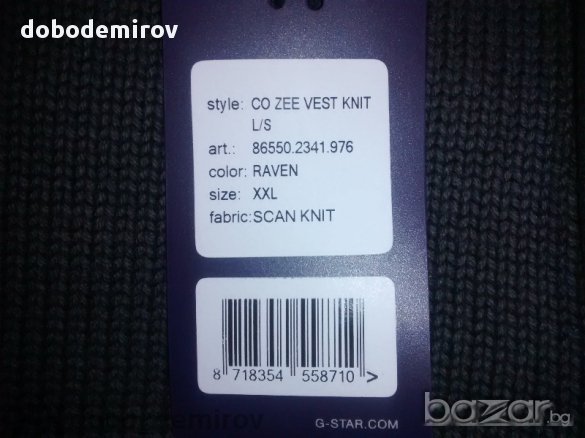 dobodemirov
style: CO ZEE VEST KNIT
L/S
art.: 86550.2341.976
color: RAVEN
size: XXL
fabric: SCAN KNIT
8 718354 558710 >
dobodemirov
G-STAR.COM
bazar.bg